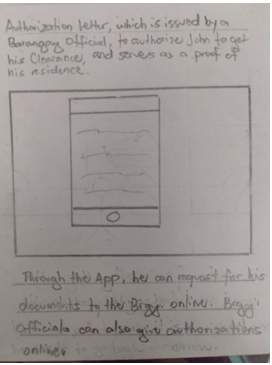 Authorization letter, which is issued by a
Barangay Official, to authorize John to get
his Clearance, and serves as a proof of
his residence.
Through the App, he can request for his
documents to the Brgy. online. Brgy.
Officials can also give authorizations
online.